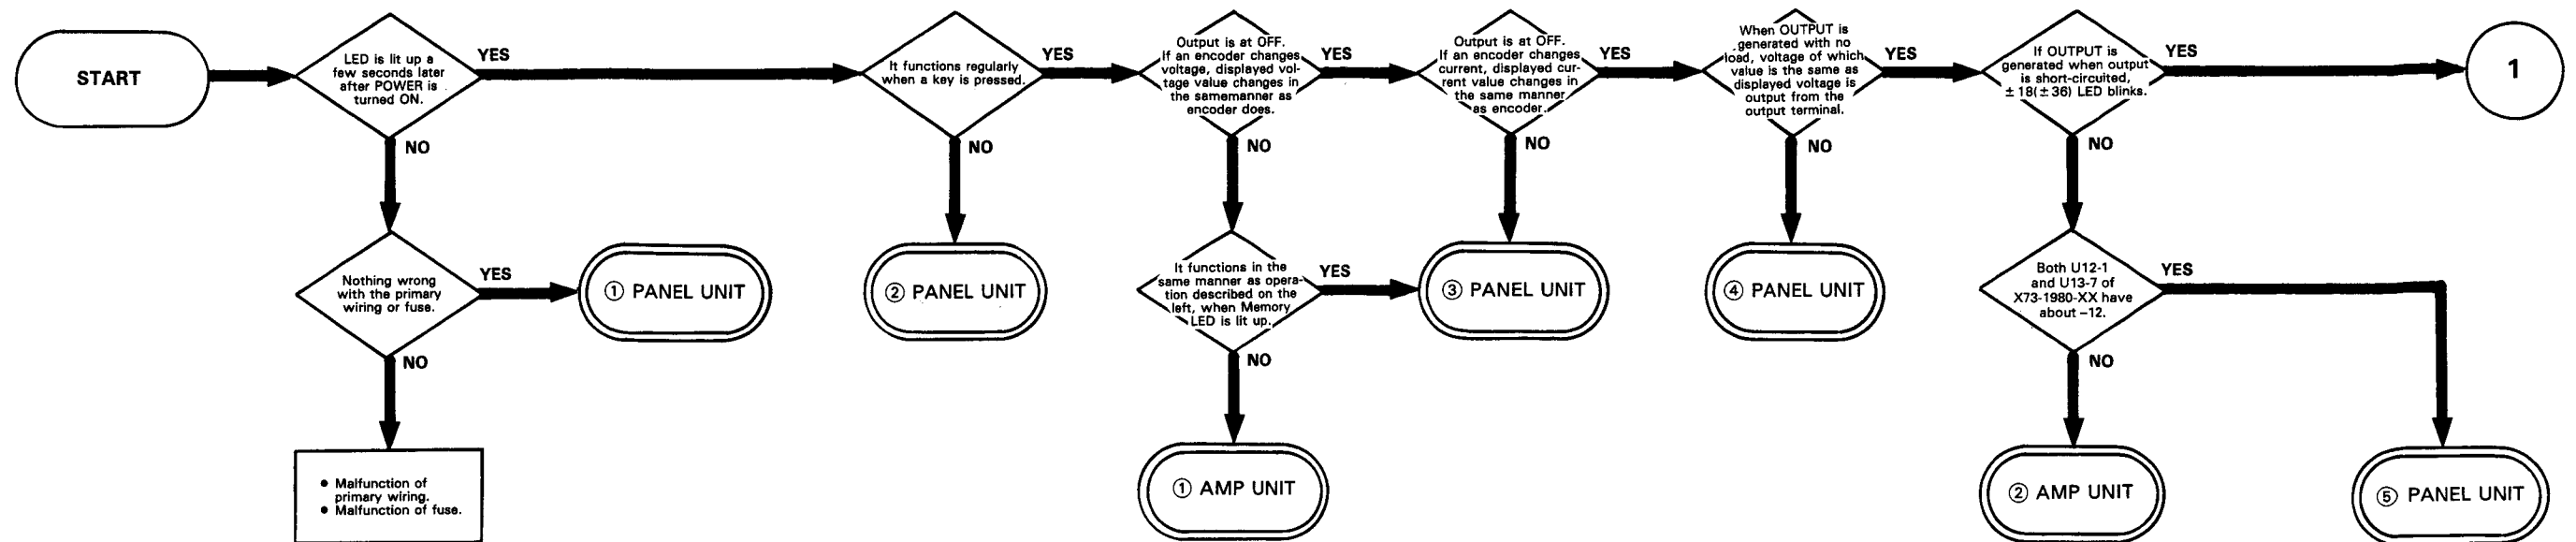 START
LED is lit up a
few seconds later
after POWER is
turned ON.
YES
NO
It functions regularly
when a key is pressed.
YES
NO
Output is at OFF.
If an encoder changes
voltage, displayed vol-
tage value changes in
the samemanner as
encoder does.
YES
NO
Output is at OFF.
If an encoder changes
current, displayed cur-
rent value changes in
the same manner
as encoder.
YES
NO
When OUTPUT is
generated with no
load, voltage of which
value is the same as
displayed voltage is
output from the
output terminal.
YES
NO
If OUTPUT is
generated when output
is short-circuited,
±18(±36) LED blinks.
YES
NO
1
Nothing wrong
with the primary
wiring or fuse.
YES
NO
① PANEL UNIT
② PANEL UNIT
It functions in the
same manner as opera-
tion described on the
left, when Memory
LED is lit up.
YES
NO
③ PANEL UNIT
④ PANEL UNIT
Both U12-1
and U13-7 of
X73-1980-XX have
about –12.
YES
NO
● Malfunction of
primary wiring.
● Malfunction of fuse.
① AMP UNIT
② AMP UNIT
⑤ PANEL UNIT